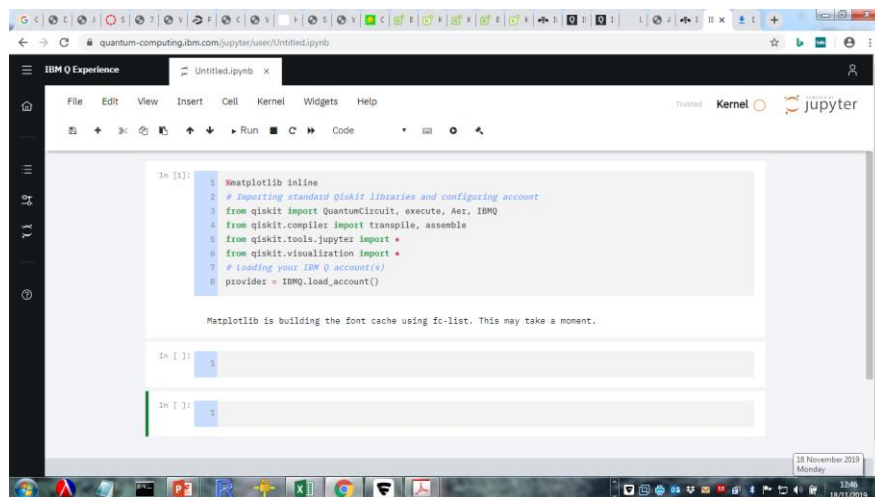 quantum-computing.ibm.com/jupyter/user/Untitled.ipynb
IBM Q Experience
Untitled.ipynb
File Edit View Insert Cell Kernel Widgets Help
Trusted Kernel
POWERED BY jupyter
Run Code
In [1]:
1 %matplotlib inline
2 # Importing standard Qiskit libraries and configuring account
3 from qiskit import QuantumCircuit, execute, Aer, IBMQ
4 from qiskit.compiler import transpile, assemble
5 from qiskit.tools.jupyter import *
6 from qiskit.visualization import *
7 # Loading your IBM Q account(s)
8 provider = IBMQ.load_account()
Matplotlib is building the font cache using fc-list. This may take a moment.
In [ ]:
1
In [ ]:
1
18 November 2019
Monday
12:46
18/11/2019